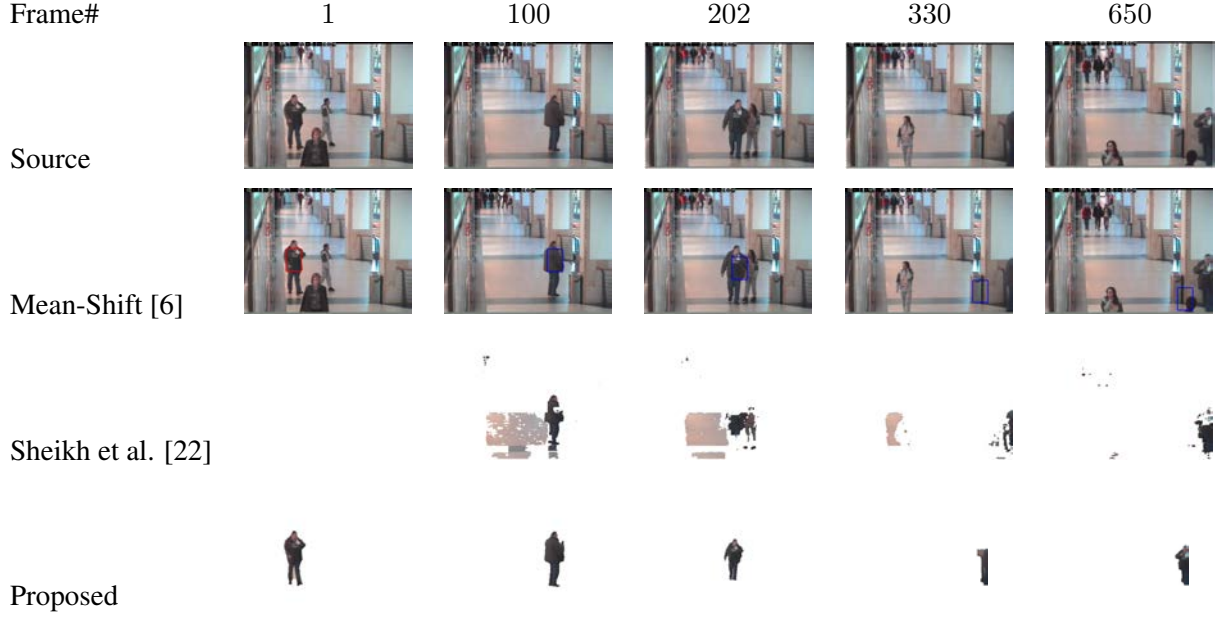 Frame# 1 100 202 330 650
Source
Mean-Shift [6]
Sheikh et al. [22]
Proposed